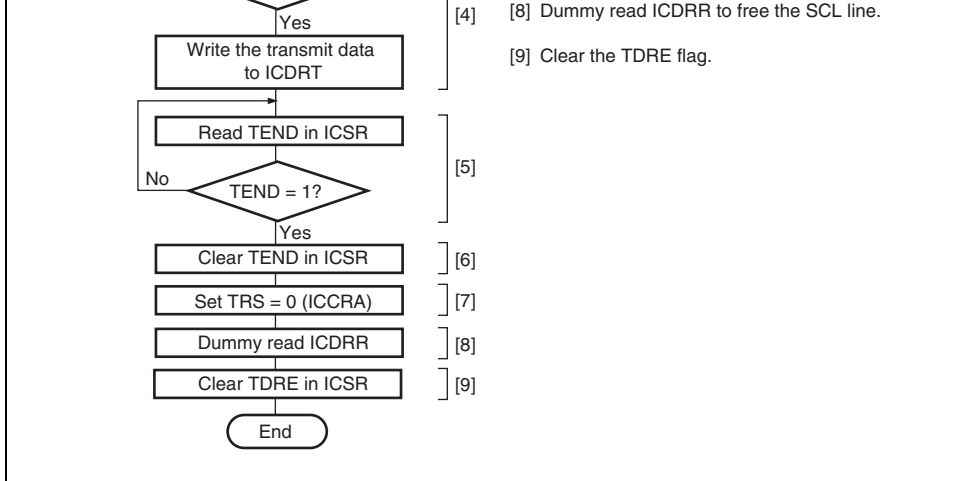 Yes
[4]
[8] Dummy read ICDRR to free the SCL line.
Write the transmit data
to ICDRT
[9] Clear the TDRE flag.
Read TEND in ICSR
[5]
No
TEND = 1?
Yes
Clear TEND in ICSR
[6]
Set TRS = 0 (ICCRA)
[7]
Dummy read ICDRR
[8]
Clear TDRE in ICSR
[9]
End